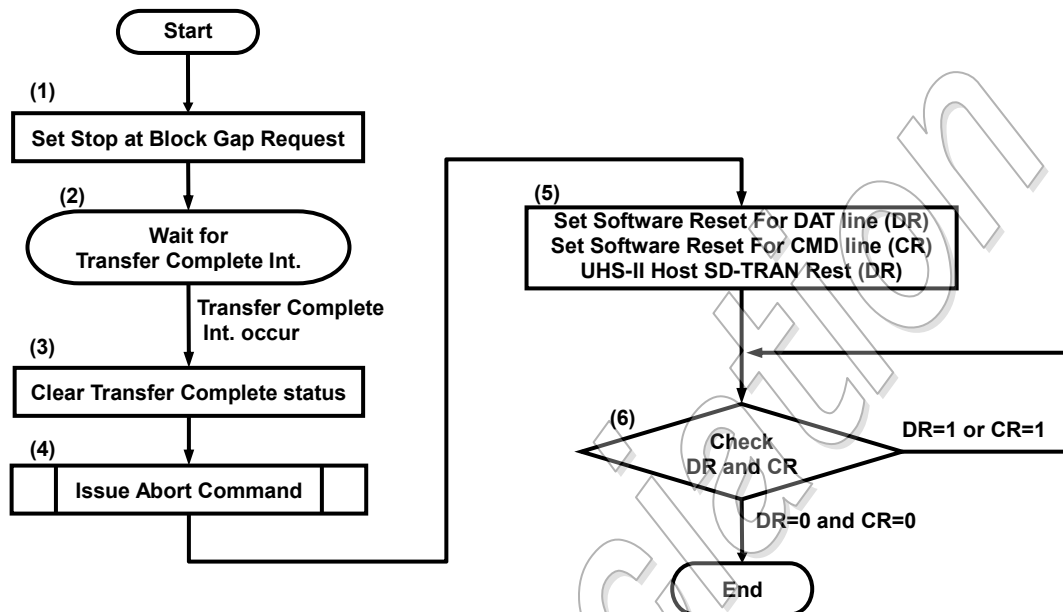 Start
(1)
Set Stop at Block Gap Request
(2)
Wait for
Transfer Complete Int.
Transfer Complete
Int. occur
(3)
Clear Transfer Complete status
(4)
Issue Abort Command
(5)
Set Software Reset For DAT line (DR)
Set Software Reset For CMD line (CR)
UHS-II Host SD-TRAN Rest (DR)
(6)
Check
DR and CR
DR=1 or CR=1
DR=0 and CR=0
End
ciation